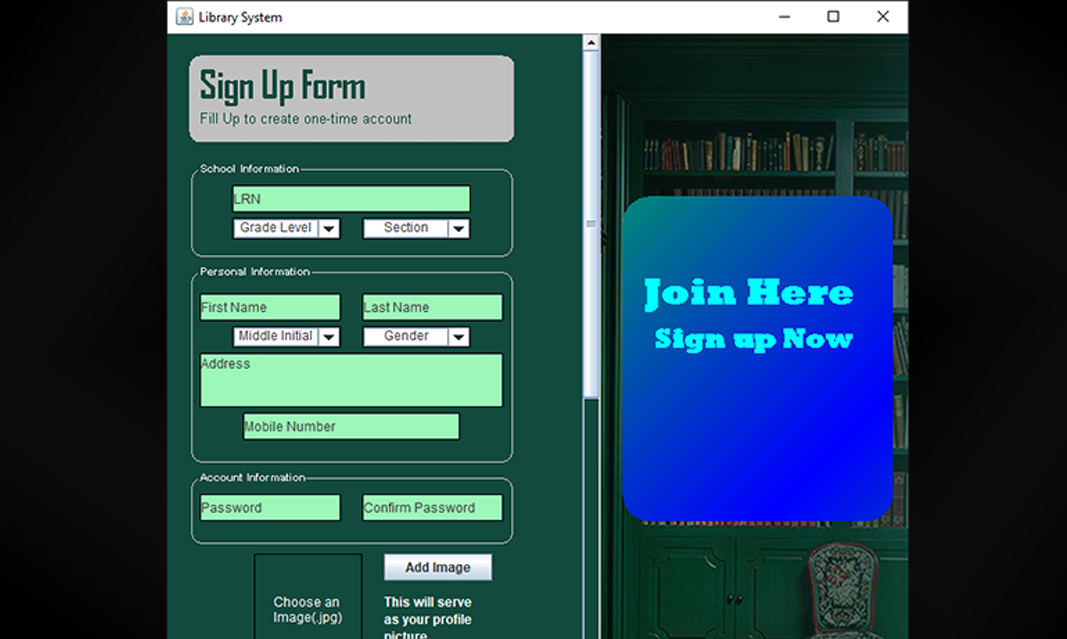 Library System
Sign Up Form
Fill Up to create one-time account
School Information
LRN
Grade Level
Section
Personal Information
First Name
Last Name
Middle Initial
Gender
Address
Mobile Number
Account Information
Password
Confirm Password
Choose an
Image(.jpg)
Add Image
This will serve
as your profile
picture
Join Here
Sign up Now